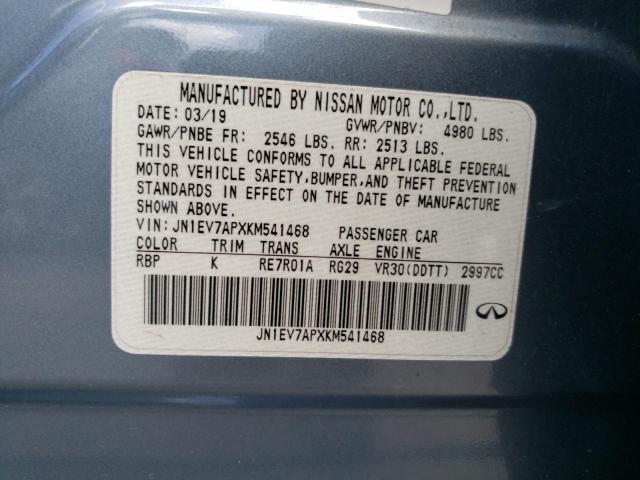 MANUFACTURED BY NISSAN MOTOR CO.,LTD.
DATE: 03/19 GVWR/PNBV: 4980 LBS.
GAWR/PNBE FR: 2546 LBS. RR: 2513 LBS.
THIS VEHICLE CONFORMS TO ALL APPLICABLE FEDERAL
MOTOR VEHICLE SAFETY,BUMPER,AND THEFT PREVENTION
STANDARDS IN EFFECT ON THE DATE OF MANUFACTURE
SHOWN ABOVE.
VIN: JN1EV7APXKM541468 PASSENGER CAR
COLOR TRIM TRANS AXLE ENGINE
RBP K RE7R01A RG29 VR30(DDTT) 2997CC
JN1EV7APXKM541468